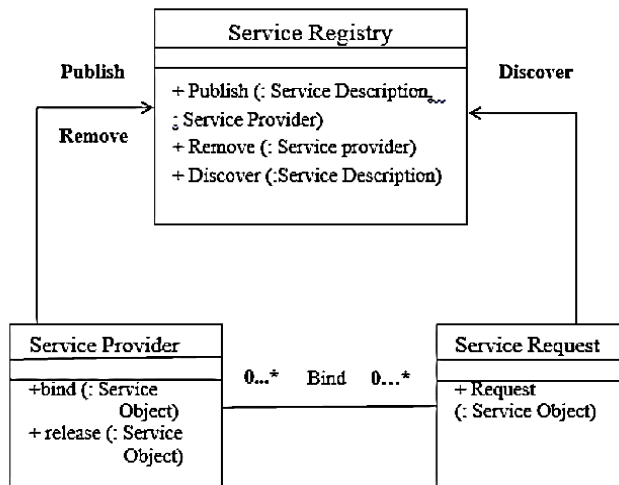 Service Registry
Publish
Discover
+ Publish (: Service Description,
: Service Provider)
Remove
+ Remove (: Service provider)
+ Discover (:Service Description)
Service Provider
Service Request
0...* Bind 0...*
+bind (: Service
Object)
+ release (: Service
Object)
+ Request
(: Service Object)